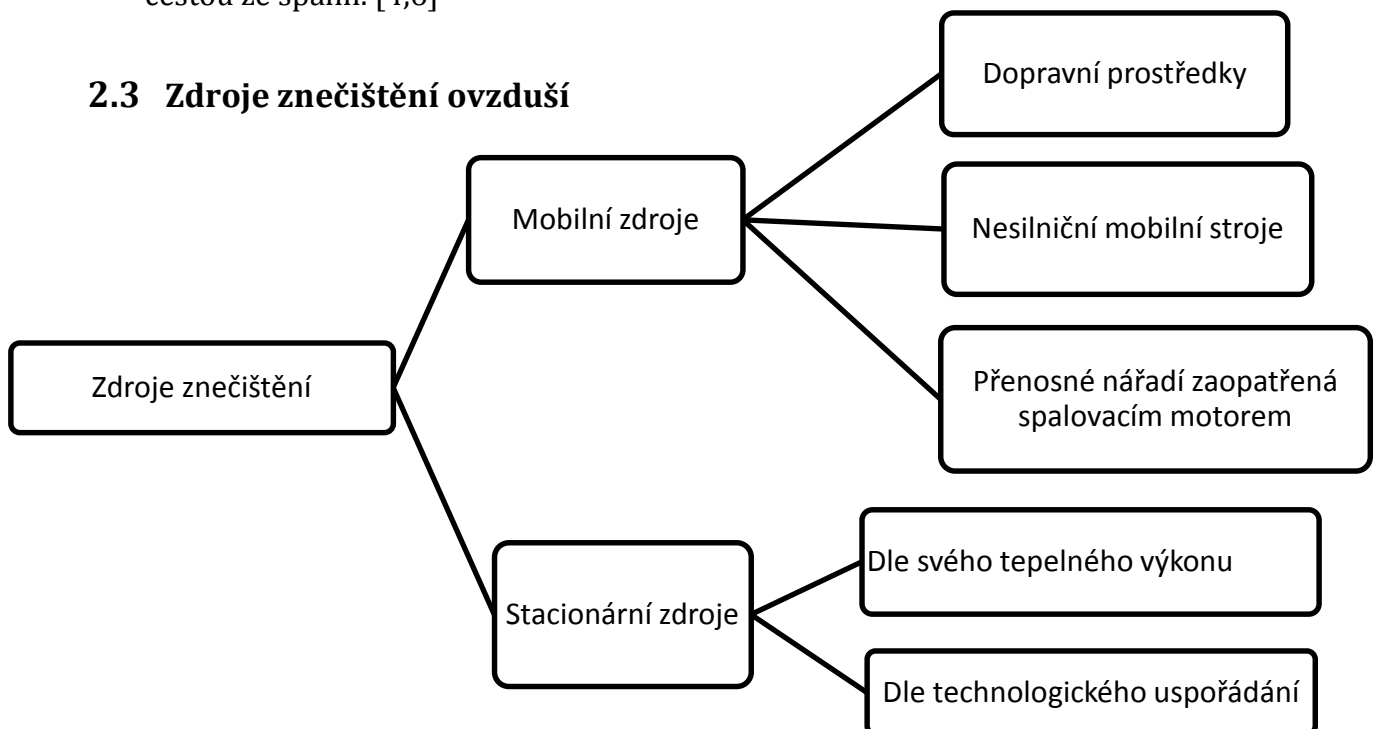 2.3 Zdroje znečištění ovzduší
Dopravní prostředky
Mobilní zdroje
Nesilniční mobilní stroje
Zdroje znečištění
Přenosné nářadí zaopatřená
spalovacím motorem
Stacionární zdroje
Dle svého tepelného výkonu
Dle technologického uspořádání